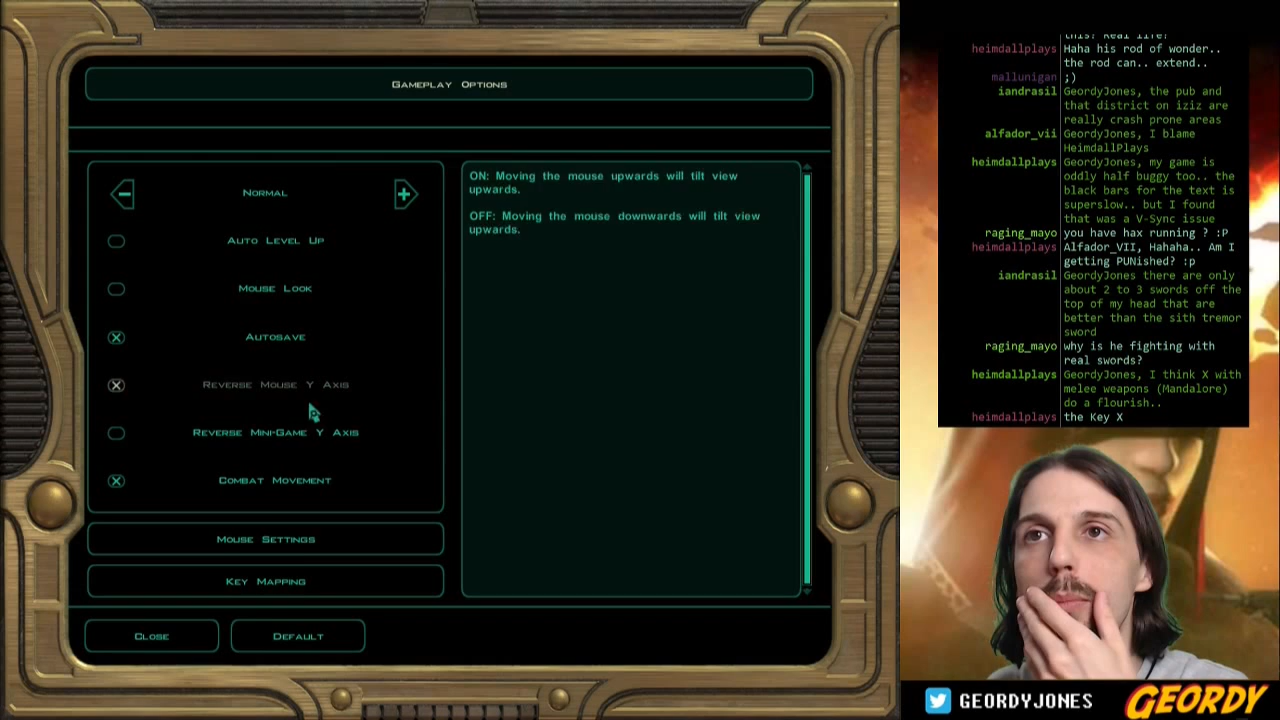 Gameplay Options
Normal
Auto Level Up
Mouse Look
Autosave
Reverse Mouse Y Axis
Reverse Mini-Game Y Axis
Combat Movement
Mouse Settings
Key Mapping
Close
Default
ON: Moving the mouse upwards will tilt view
upwards.
OFF: Moving the mouse downwards will tilt view
upwards.
this? Real life?
heimdallplays Haha his rod of wonder..
the rod can.. extend..
mallunigan ;)
iandrasil GeordyJones, the pub and
that district on iziz are
really crash prone areas
alfador_vii GeordyJones, I blame
HeimdallPlays
heimdallplays GeordyJones, my game is
oddly half buggy too.. the
black bars for the text is
superslow.. but I found
that was a V-Sync issue
raging_mayo you have hax running ? :P
heimdallplays Alfador_VII, Hahaha.. Am I
getting PUNished? :p
iandrasil GeordyJones there are only
about 2 to 3 swords off the
top of my head that are
better than the sith tremor
sword
raging_mayo why is he fighting with
real swords?
heimdallplays GeordyJones, I think X with
melee weapons (Mandalore)
do a flourish..
heimdallplays the Key X
GEORDYJONES
GEORDY